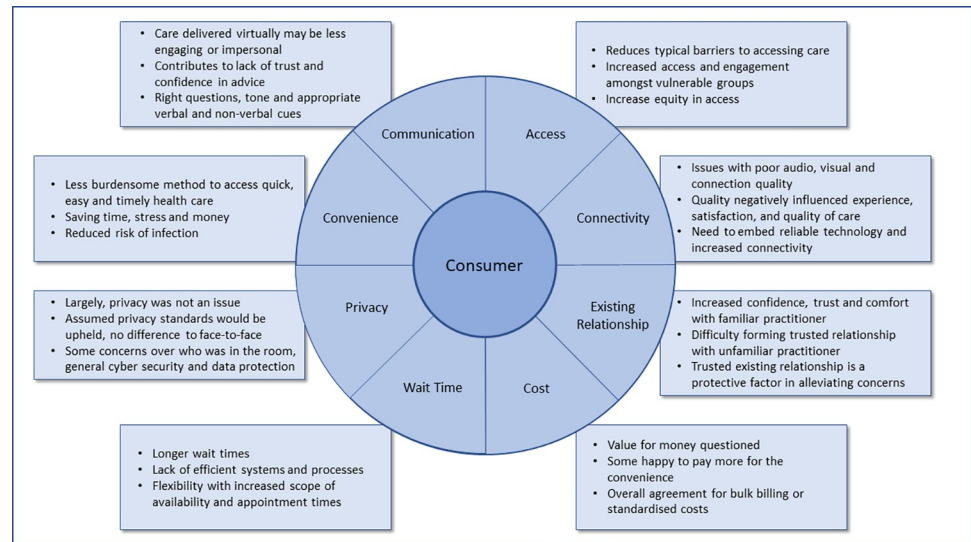 • Care delivered virtually may be less
engaging or impersonal
• Contributes to lack of trust and
confidence in advice
• Right questions, tone and appropriate
verbal and non-verbal cues
• Reduces typical barriers to accessing care
• Increased access and engagement
amongst vulnerable groups
• Increase equity in access
Communication
Access
• Less burdensome method to access quick,
easy and timely health care
• Saving time, stress and money
• Reduced risk of infection
Convenience
Connectivity
• Issues with poor audio, visual and
connection quality
• Quality negatively influenced experience,
satisfaction, and quality of care
• Need to embed reliable technology and
increased connectivity
Consumer
• Largely, privacy was not an issue
• Assumed privacy standards would be
upheld, no difference to face-to-face
• Some concerns over who was in the room,
general cyber security and data protection
Privacy
Existing
Relationship
• Increased confidence, trust and comfort
with familiar practitioner
• Difficulty forming trusted relationship
with unfamiliar practitioner
• Trusted existing relationship is a
protective factor in alleviating concerns
Wait Time
Cost
• Longer wait times
• Lack of efficient systems and processes
• Flexibility with increased scope of
availability and appointment times
• Value for money questioned
• Some happy to pay more for the
convenience
• Overall agreement for bulk billing or
standardised costs